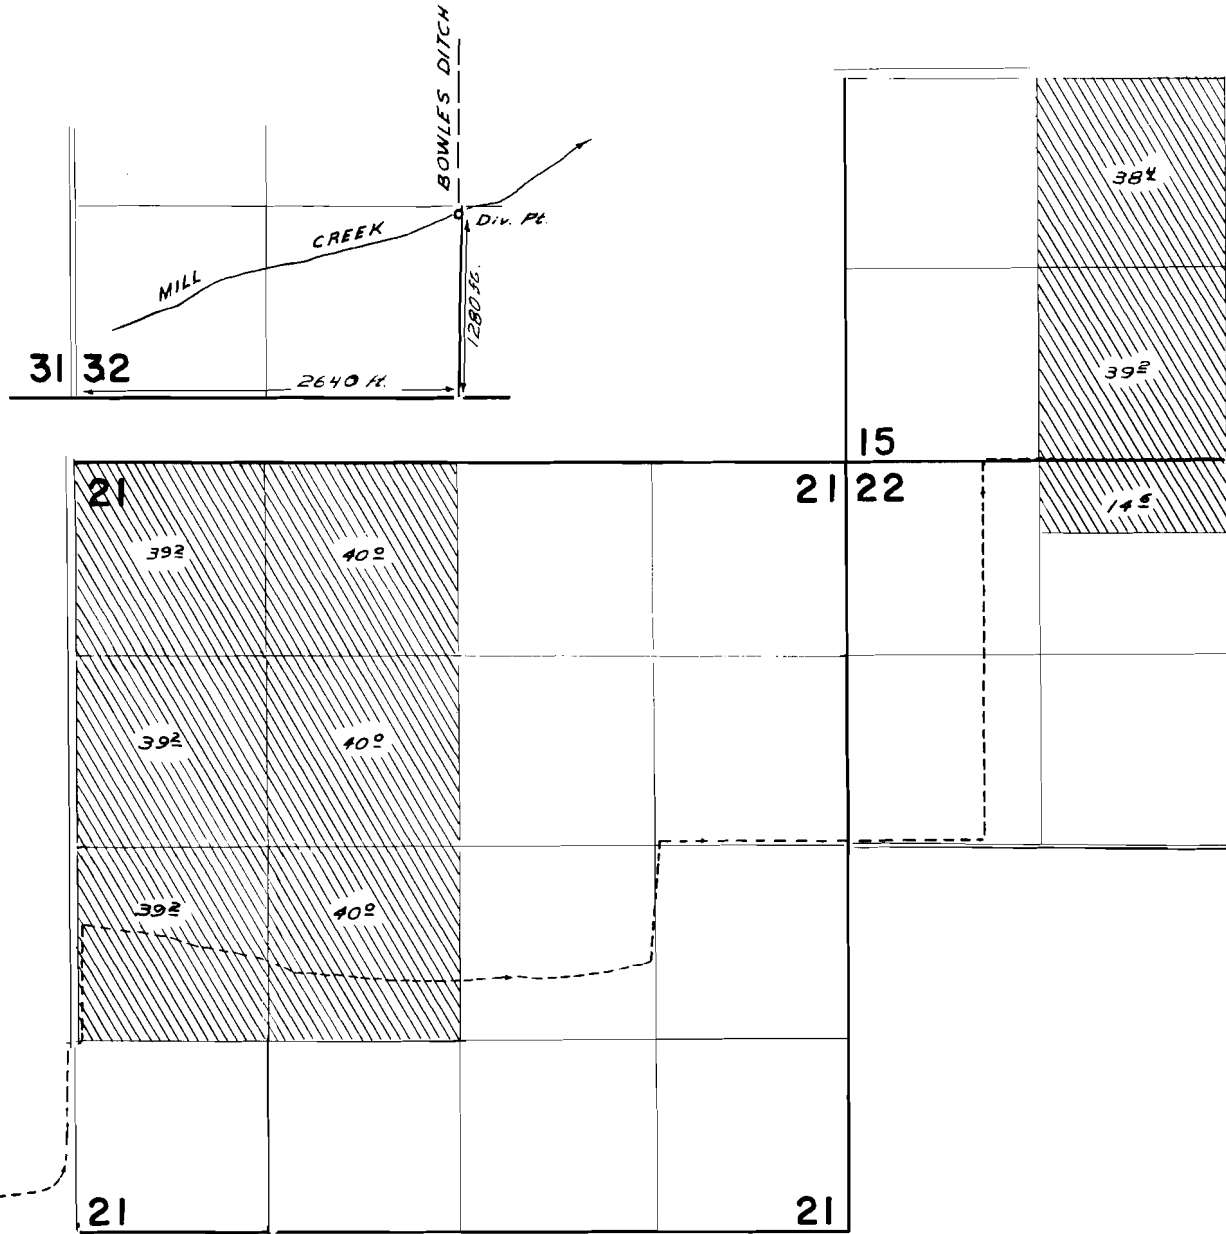 BOWLES DITCH
Div. Pt.
MILL CREEK
1280 ft.
31 32
2640 ft.
38⁴
39²
15
21
21 22
14⁶
39² 40⁰
39² 40⁰
39² 40⁰
21
21